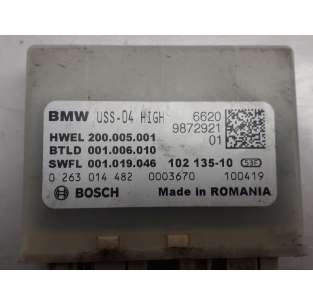 BMW USS-04 HIGH 6620
9872921
HWEL 200.005.001 01
BTLD 001.006.010
SWFL 001.019.046 102 135-10
0 263 014 482 0003670 100419
BOSCH Made in ROMANIA